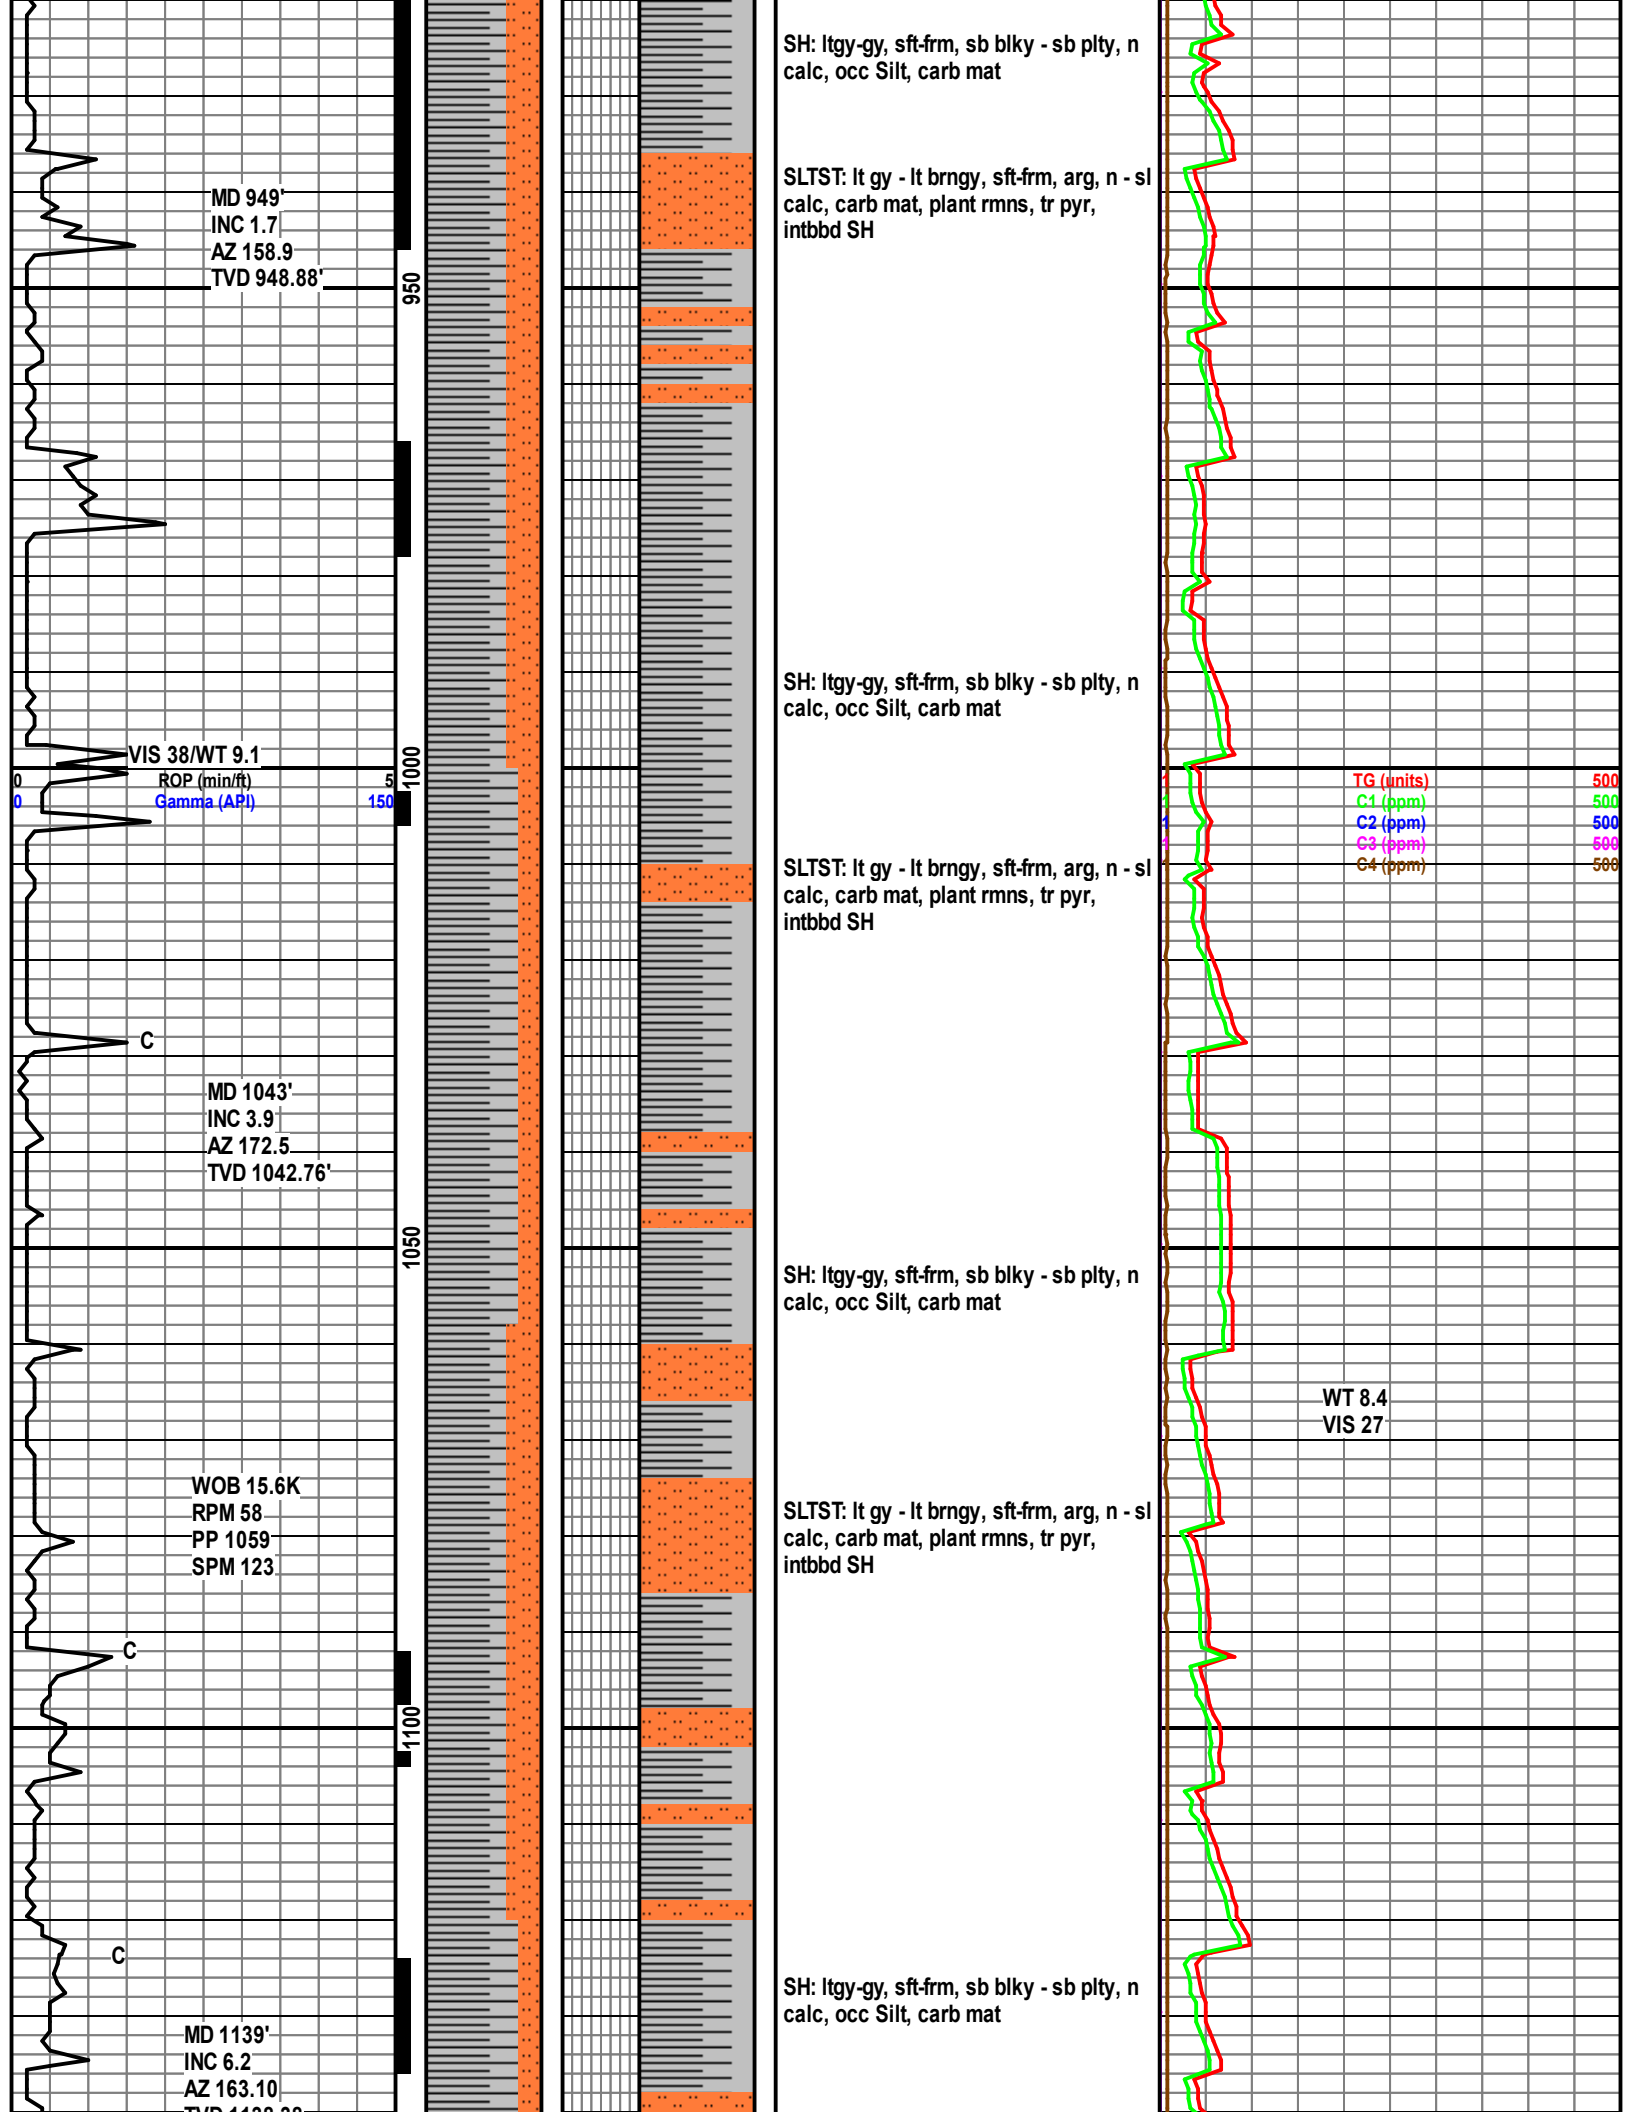 SH: ltgy-gy, sft-frm, sb blky - sb plty, n
calc, occ Silt, carb mat
SLTST: lt gy - lt brngy, sft-frm, arg, n - sl
calc, carb mat, plant rmns, tr pyr,
intbbd SH
MD 949'
INC 1.7
AZ 158.9
TVD 948.88'
950
SH: ltgy-gy, sft-frm, sb blky - sb plty, n
calc, occ Silt, carb mat
VIS 38/WT 9.1
1000
0 ROP (min/ft) 5
0 Gamma (API) 150
1 TG (units) 500
1 C1 (ppm) 500
1 C2 (ppm) 500
1 C3 (ppm) 500
1 C4 (ppm) 500
SLTST: lt gy - lt brngy, sft-frm, arg, n - sl
calc, carb mat, plant rmns, tr pyr,
intbbd SH
C
MD 1043'
INC 3.9
AZ 172.5
TVD 1042.76'
1050
SH: ltgy-gy, sft-frm, sb blky - sb plty, n
calc, occ Silt, carb mat
WT 8.4
VIS 27
WOB 15.6K
RPM 58
PP 1059
SPM 123
SLTST: lt gy - lt brngy, sft-frm, arg, n - sl
calc, carb mat, plant rmns, tr pyr,
intbbd SH
C
1100
C
SH: ltgy-gy, sft-frm, sb blky - sb plty, n
calc, occ Silt, carb mat
MD 1139'
INC 6.2
AZ 163.10
TVD